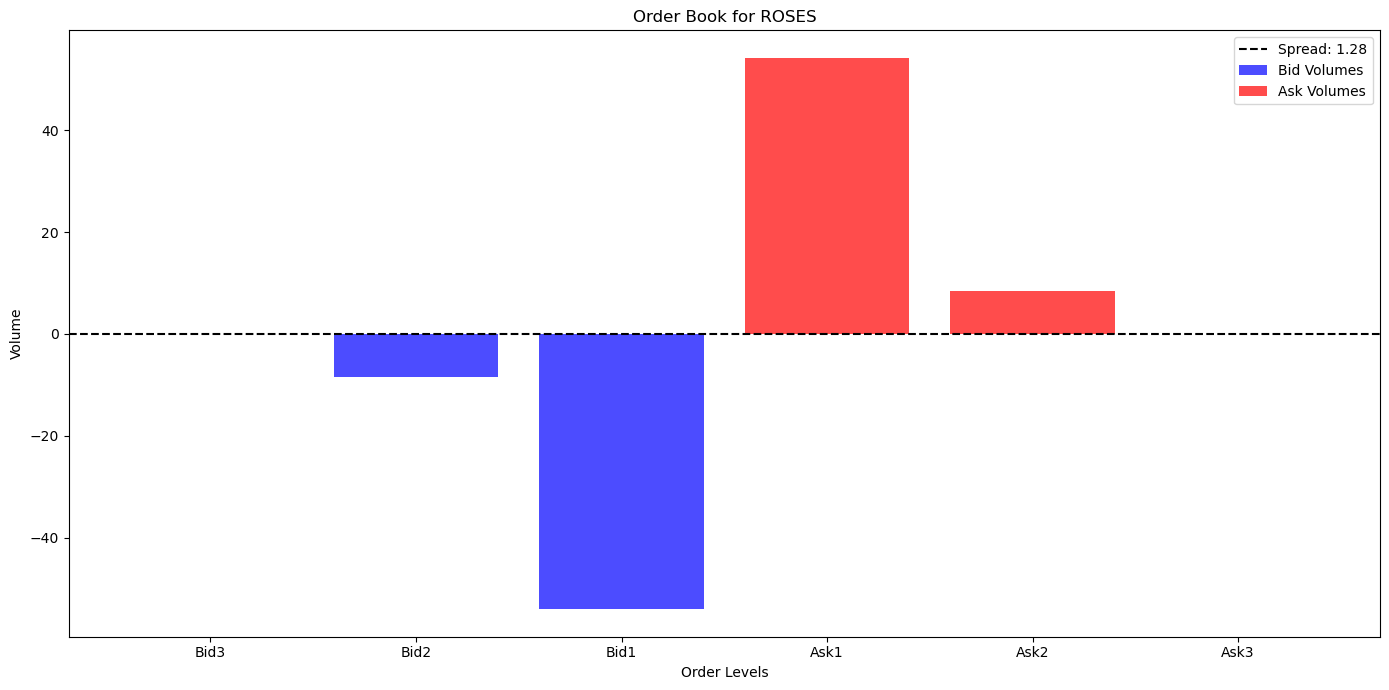 Order Book for ROSES
Spread: 1.28
Bid Volumes
Ask Volumes
Volume
40
20
0
−20
−40
Bid3
Bid2
Bid1
Ask1
Ask2
Ask3
Order Levels